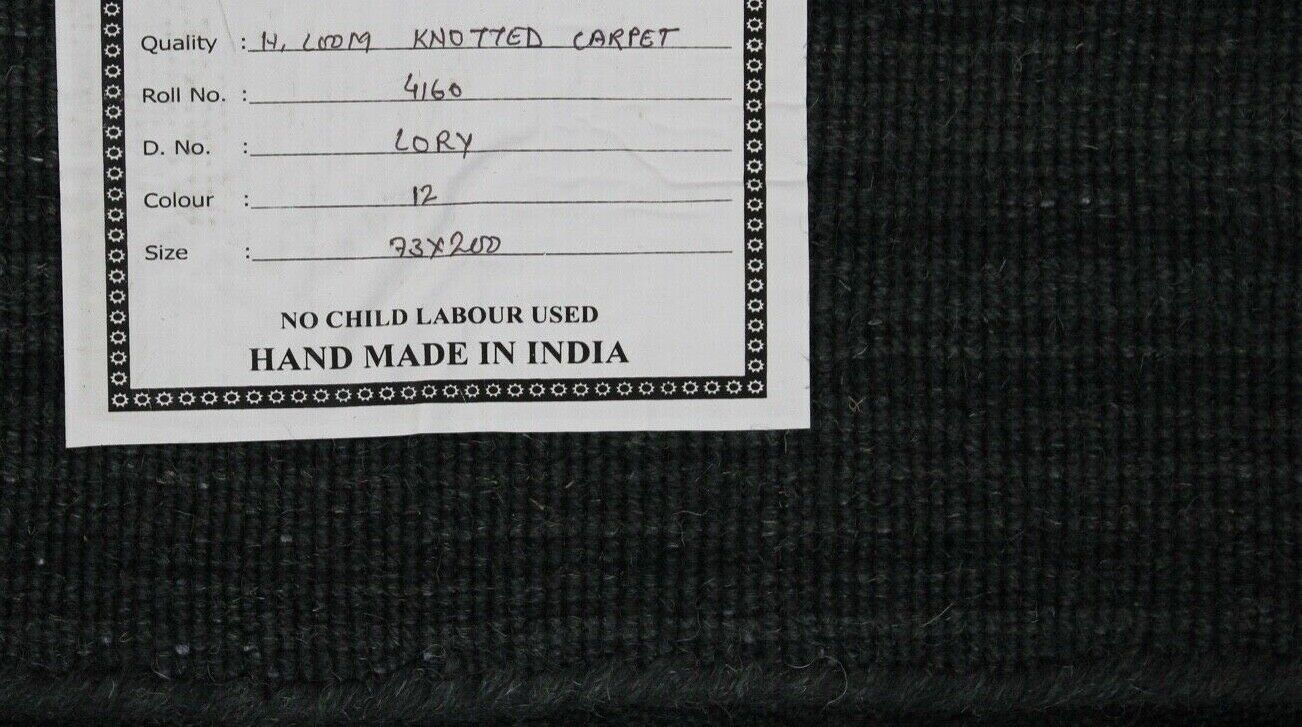 Quality : H. LOOM KNOTTED CARPET
Roll No. : 4160
D. No. : LORY
Colour : 12
Size : 73X200
NO CHILD LABOUR USED
HAND MADE IN INDIA